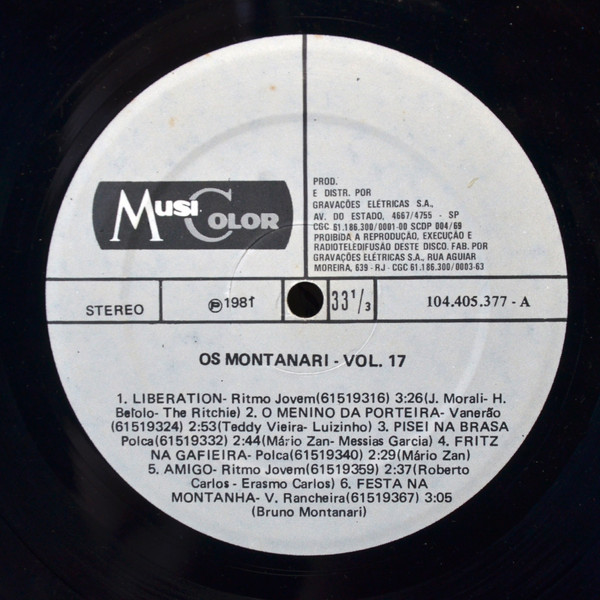 PROD.
E DISTR. POR
GRAVAÇÕES ELÉTRICAS S.A.,
AV. DO ESTADO, 4667/4755 - SP
CGC 61.186.300/0001-00 SCDP 004/69
PROIBIDA A REPRODUÇÃO, EXECUÇÃO E
RADIOTELEDIFUSÃO DESTE DISCO. FAB. POR
GRAVAÇÕES ELÉTRICAS S.A., RUA AGUIAR
MOREIRA, 639 - RJ - CGC 61.186.300/0003-63
MUSICOLOR
STEREO
Ⓟ1981
33 1/3
104.405.377 - A
OS MONTANARI - VOL. 17
1. LIBERATION- Ritmo Jovem(61519316) 3:26(J. Morali- H.
Belolo- The Ritchie) 2. O MENINO DA PORTEIRA- Vanerão
(61519324) 2:53(Teddy Vieira- Luizinho) 3. PISEI NA BRASA
Polca(61519332) 2:44(Mário Zan- Messias Garcia) 4. FRITZ
NA GAFIEIRA- Polca(61519340) 2:29(Mário Zan)
5. AMIGO- Ritmo Jovem(61519359) 2:37(Roberto
Carlos - Erasmo Carlos) 6. FESTA NA
MONTANHA- V. Rancheira(61519367) 3:05
(Bruno Montanari)